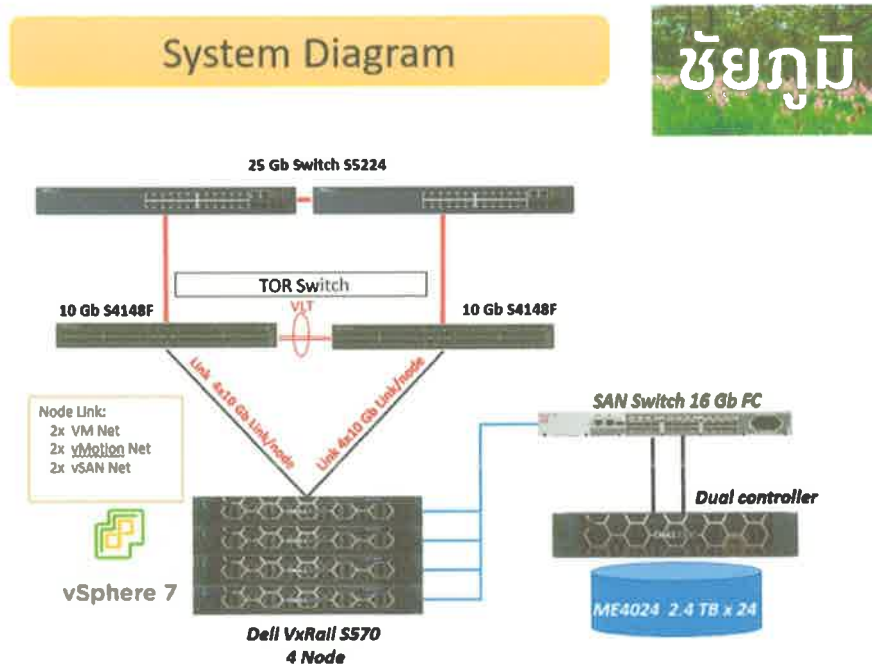 System Diagram
ชัยภูมิ
25 Gb Switch S5224
TOR Switch
VLT
10 Gb S4148F
10 Gb S4148F
Link 4x10 Gb Link/node
Link 4x10 Gb Link/node
Node Link:
2x VM Net
2x vMotion Net
2x vSAN Net
SAN Switch 16 Gb FC
Dual controller
vSphere 7
ME4024 2.4 TB x 24
Dell VxRail S570
4 Node